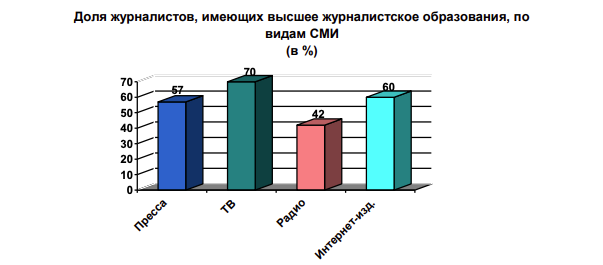 Доля журналистов, имеющих высшее журналистское образования, по
видам СМИ
(в %)
70
60
50
40
30
20
10
0
57
70
42
60
Пресса
ТВ
Радио
Интернет-изд.